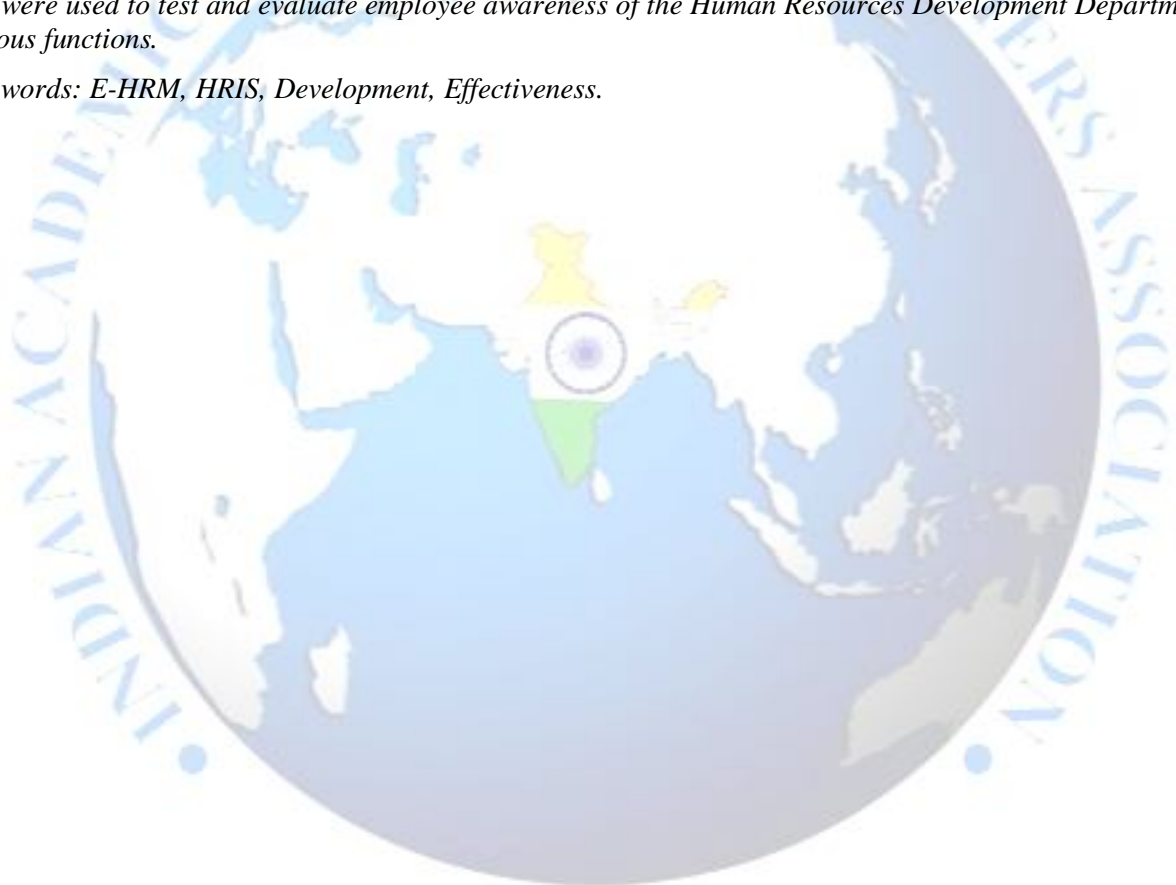 were used to test and evaluate employee awareness of the Human Resources Development Departm
ous functions.
words: E-HRM, HRIS, Development, Effectiveness.
INDIAN ACADEMIC
ERS ASSOCIATION